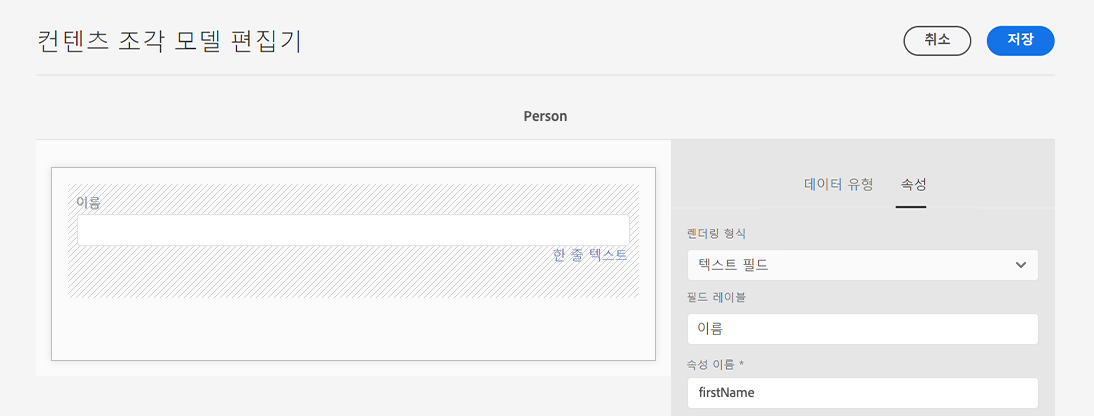 컨텐츠 조각 모델 편집기
취소
저장
Person
이름
한 줄 텍스트
데이터 유형
속성
렌더링 형식
텍스트 필드
필드 레이블
이름
속성 이름 *
firstName